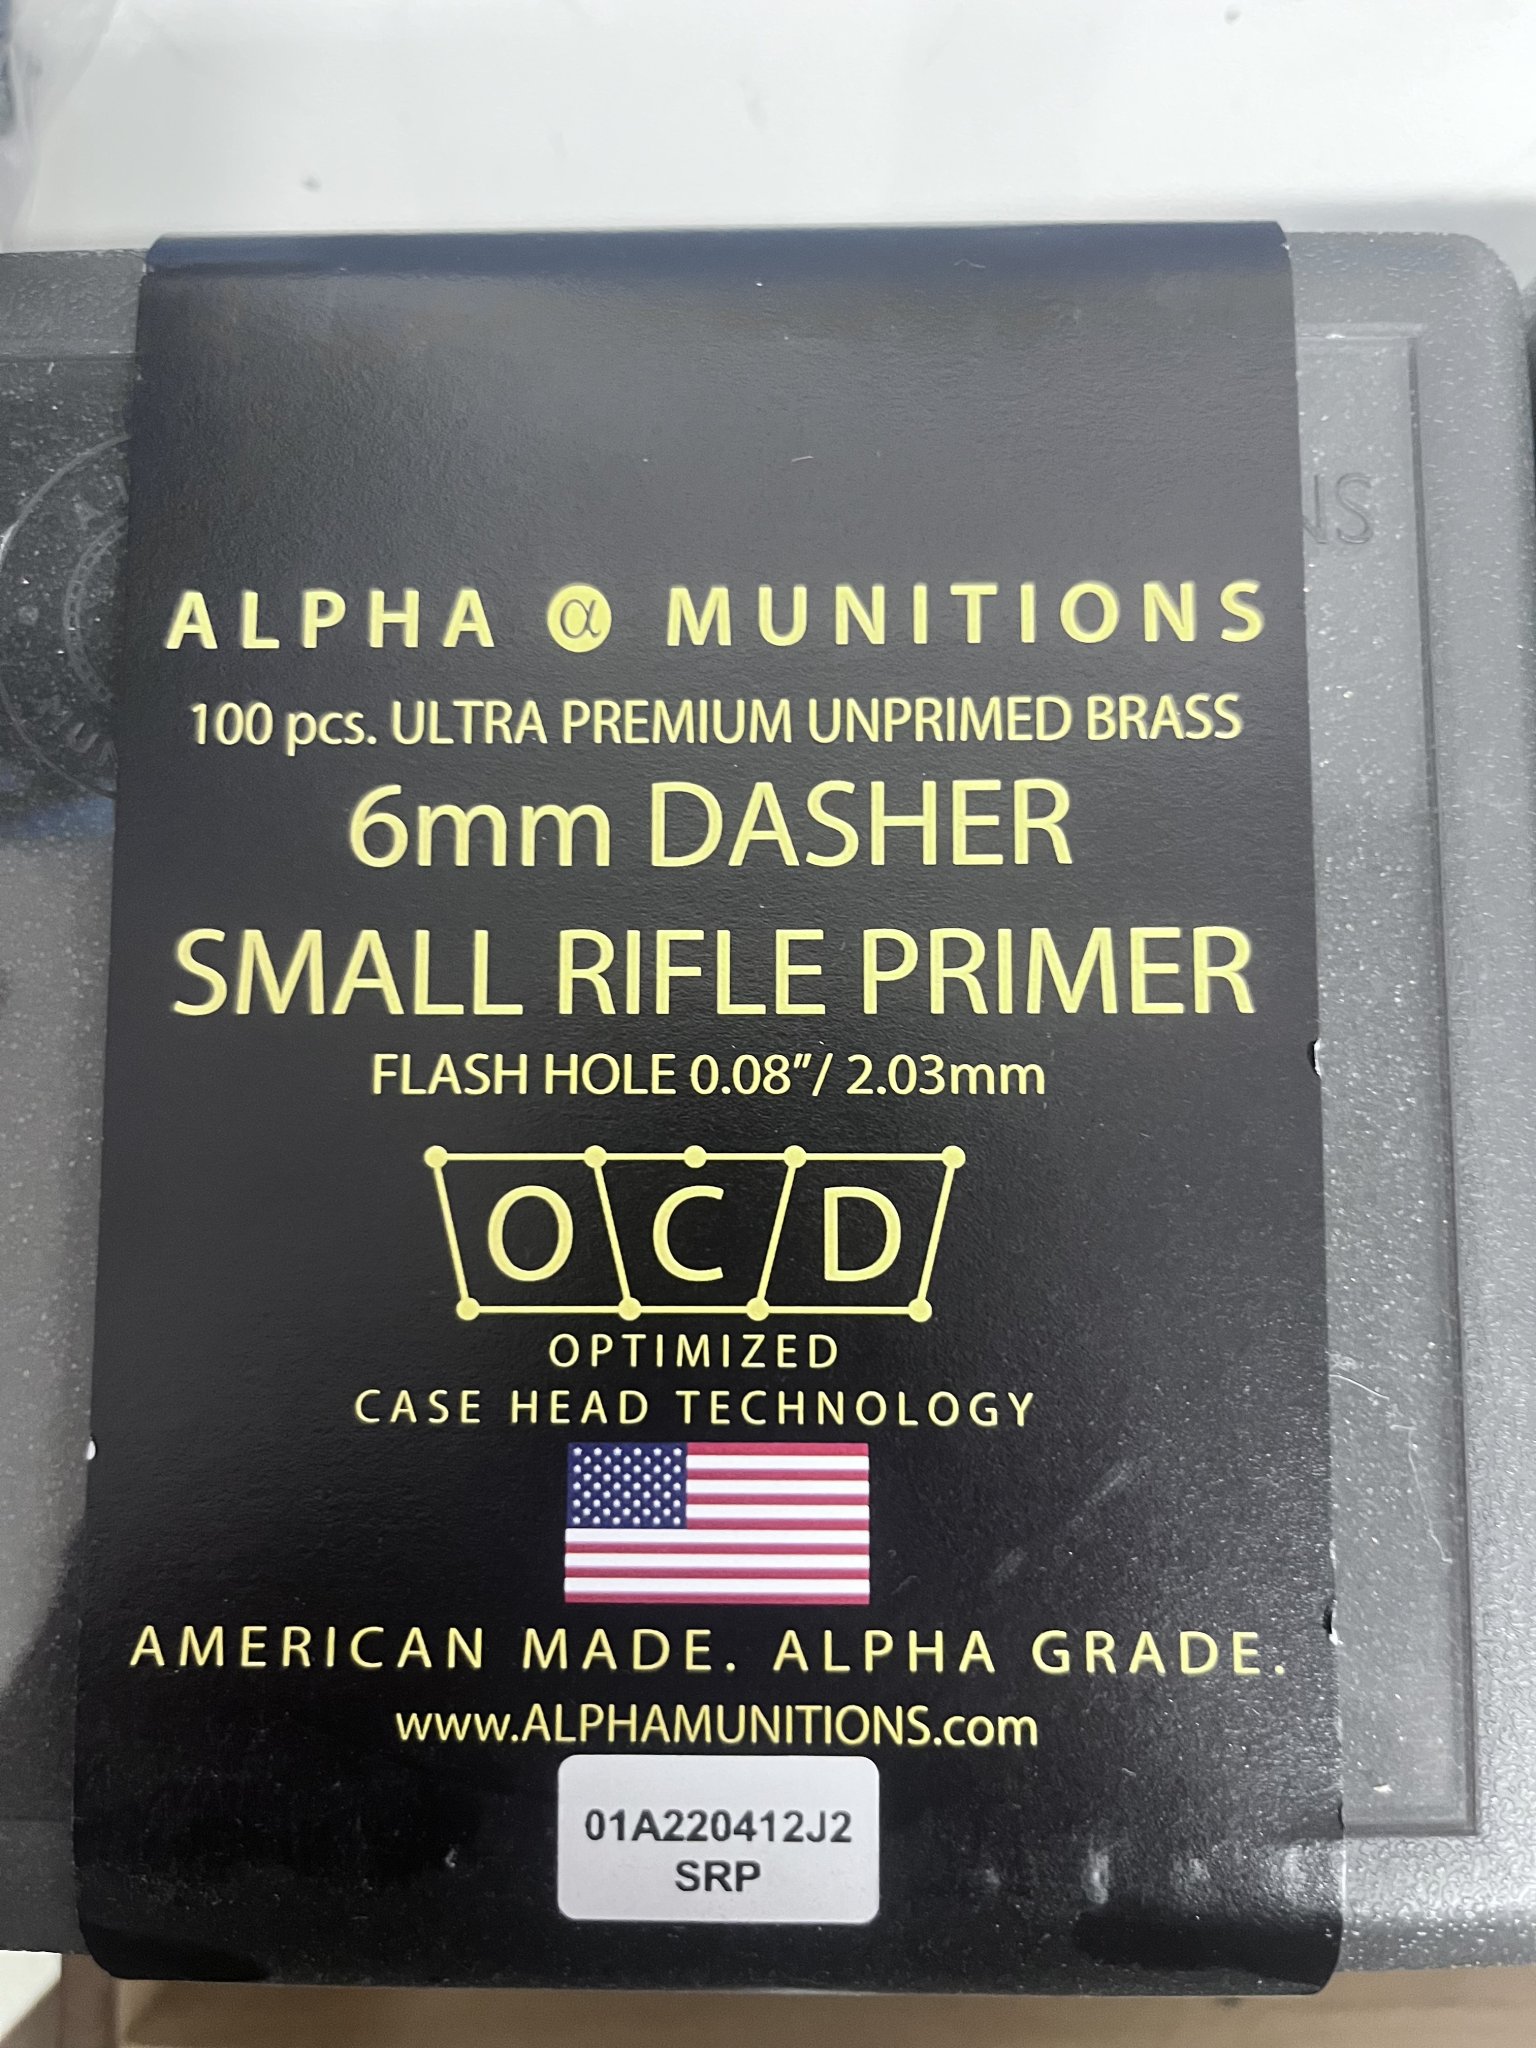 ALPHA α MUNITIONS
100 pcs. ULTRA PREMIUM UNPRIMED BRASS
6mm DASHER
SMALL RIFLE PRIMER
FLASH HOLE 0.08"/ 2.03mm
OCD
OPTIMIZED
CASE HEAD TECHNOLOGY
AMERICAN MADE. ALPHA GRADE.
www.ALPHAMUNITIONS.com
01A220412J2
SRP
NS